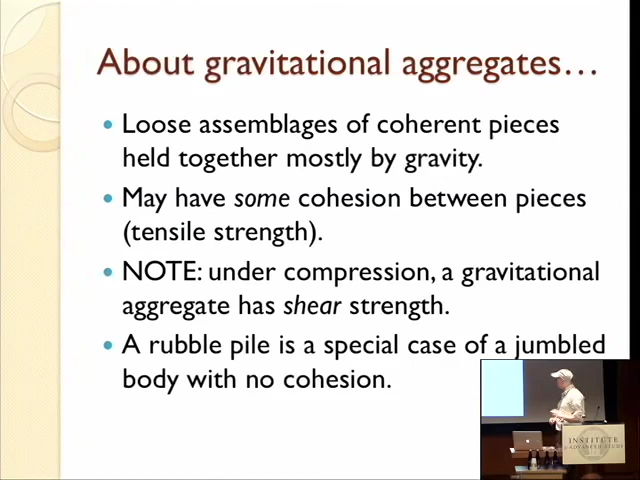 About gravitational aggregates…
• Loose assemblages of coherent pieces
held together mostly by gravity.
• May have some cohesion between pieces
(tensile strength).
• NOTE: under compression, a gravitational
aggregate has shear strength.
• A rubble pile is a special case of a jumbled
body with no cohesion.
INSTITUTE
ADVANCED STUDY